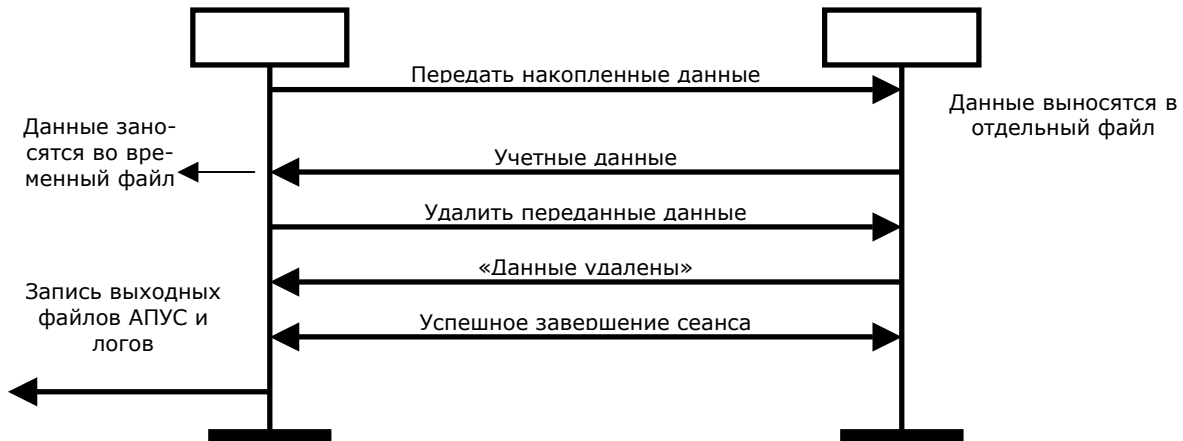 Передать накопленные данные
Данные выносятся в
отдельный файл
Данные зано-
сятся во вре-
менный файл
Учетные данные
Удалить переданные данные
«Данные удалены»
Запись выходных
файлов АПУС и
логов
Успешное завершение сеанса